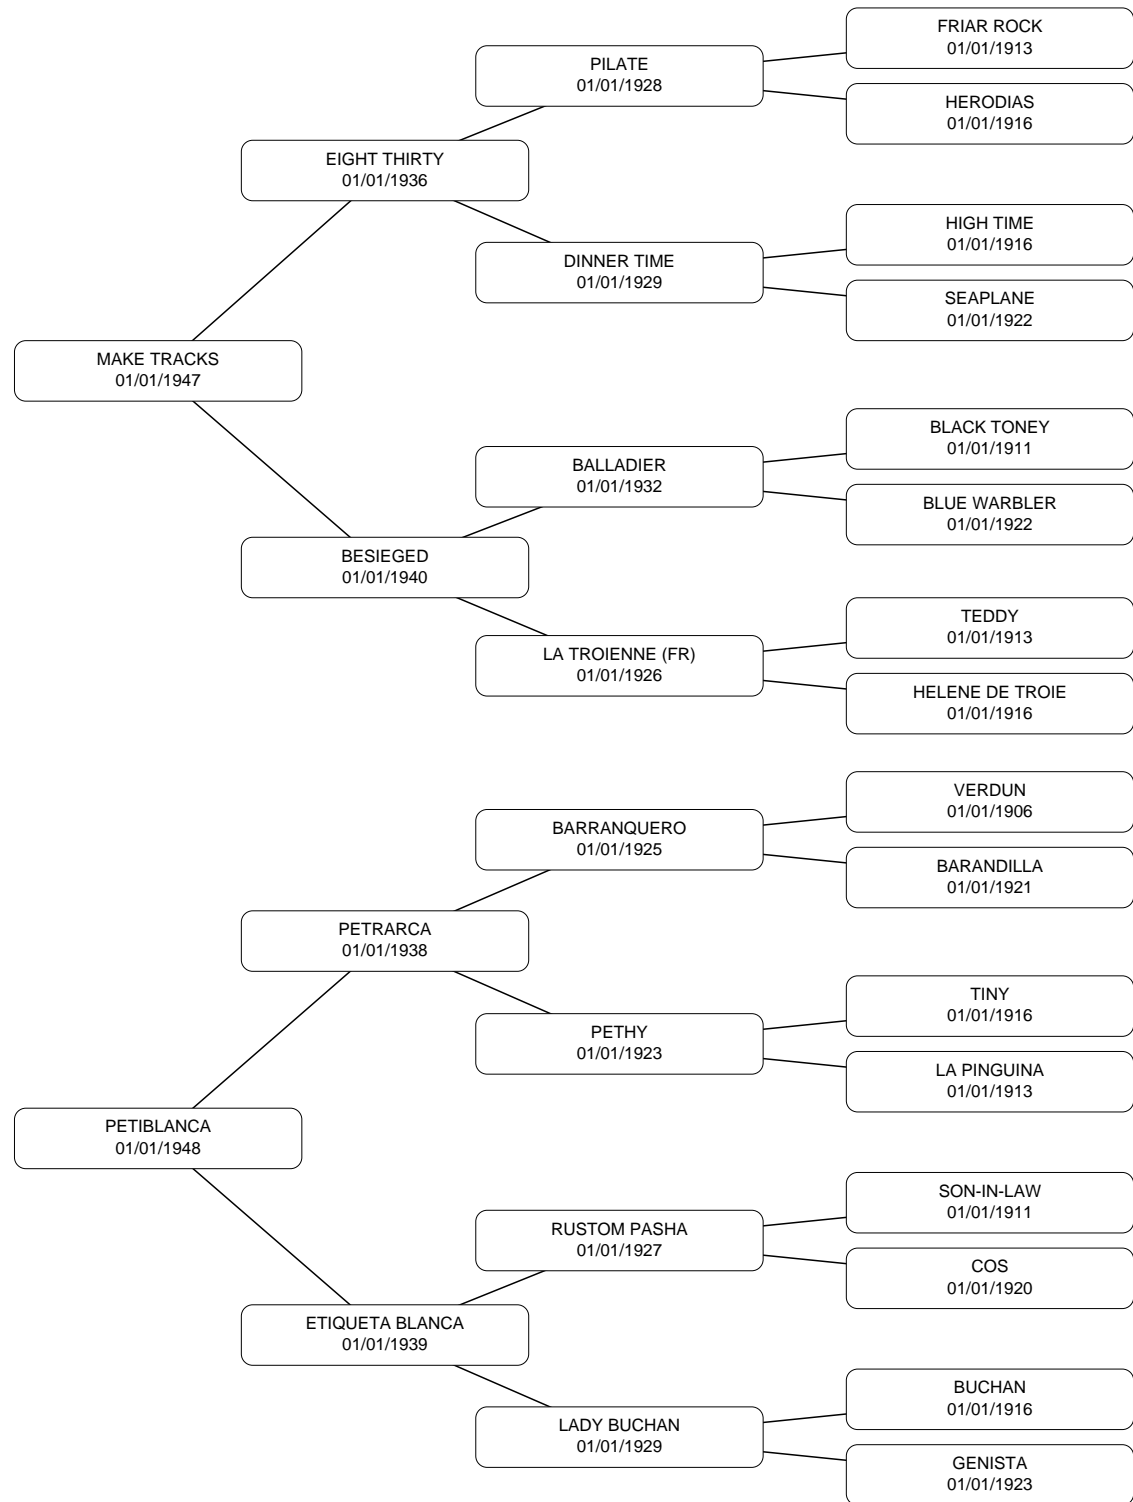 FRIAR ROCK
01/01/1913
PILATE
01/01/1928
HERODIAS
01/01/1916
EIGHT THIRTY
01/01/1936
HIGH TIME
01/01/1916
DINNER TIME
01/01/1929
SEAPLANE
01/01/1922
MAKE TRACKS
01/01/1947
BLACK TONEY
01/01/1911
BALLADIER
01/01/1932
BLUE WARBLER
01/01/1922
BESIEGED
01/01/1940
TEDDY
01/01/1913
LA TROIENNE (FR)
01/01/1926
HELENE DE TROIE
01/01/1916
VERDUN
01/01/1906
BARRANQUERO
01/01/1925
BARANDILLA
01/01/1921
PETRARCA
01/01/1938
TINY
01/01/1916
PETHY
01/01/1923
LA PINGUINA
01/01/1913
PETIBLANCA
01/01/1948
SON-IN-LAW
01/01/1911
RUSTOM PASHA
01/01/1927
COS
01/01/1920
ETIQUETA BLANCA
01/01/1939
BUCHAN
01/01/1916
LADY BUCHAN
01/01/1929
GENISTA
01/01/1923